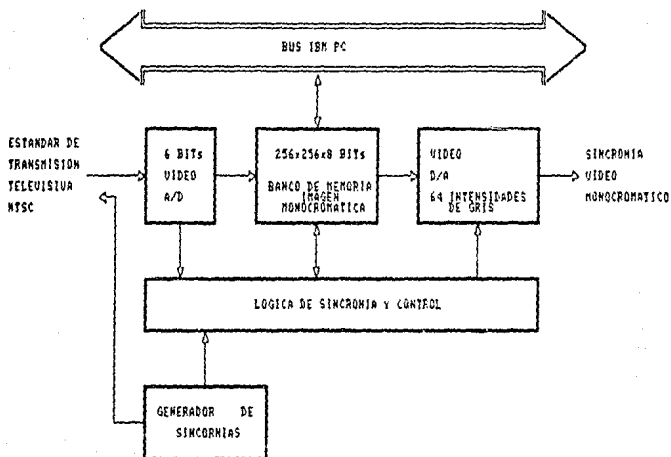 BUS IBM PC
ESTANDAR DE
TRANSMISION
TELEVISIVA
NTSC
6 BITs
VIDEO
A/D
256x256x8 BITs
BANCO DE MEMORIA
IMAGEN
MONOCROMATICA
VIDEO
D/A
64 INTENSIDADES
DE GRIS
SINCRONIA
VIDEO
MONOCROMATICO
LOGICA DE SINCRONIA Y CONTROL
GENERADOR DE
SINCORNIAS